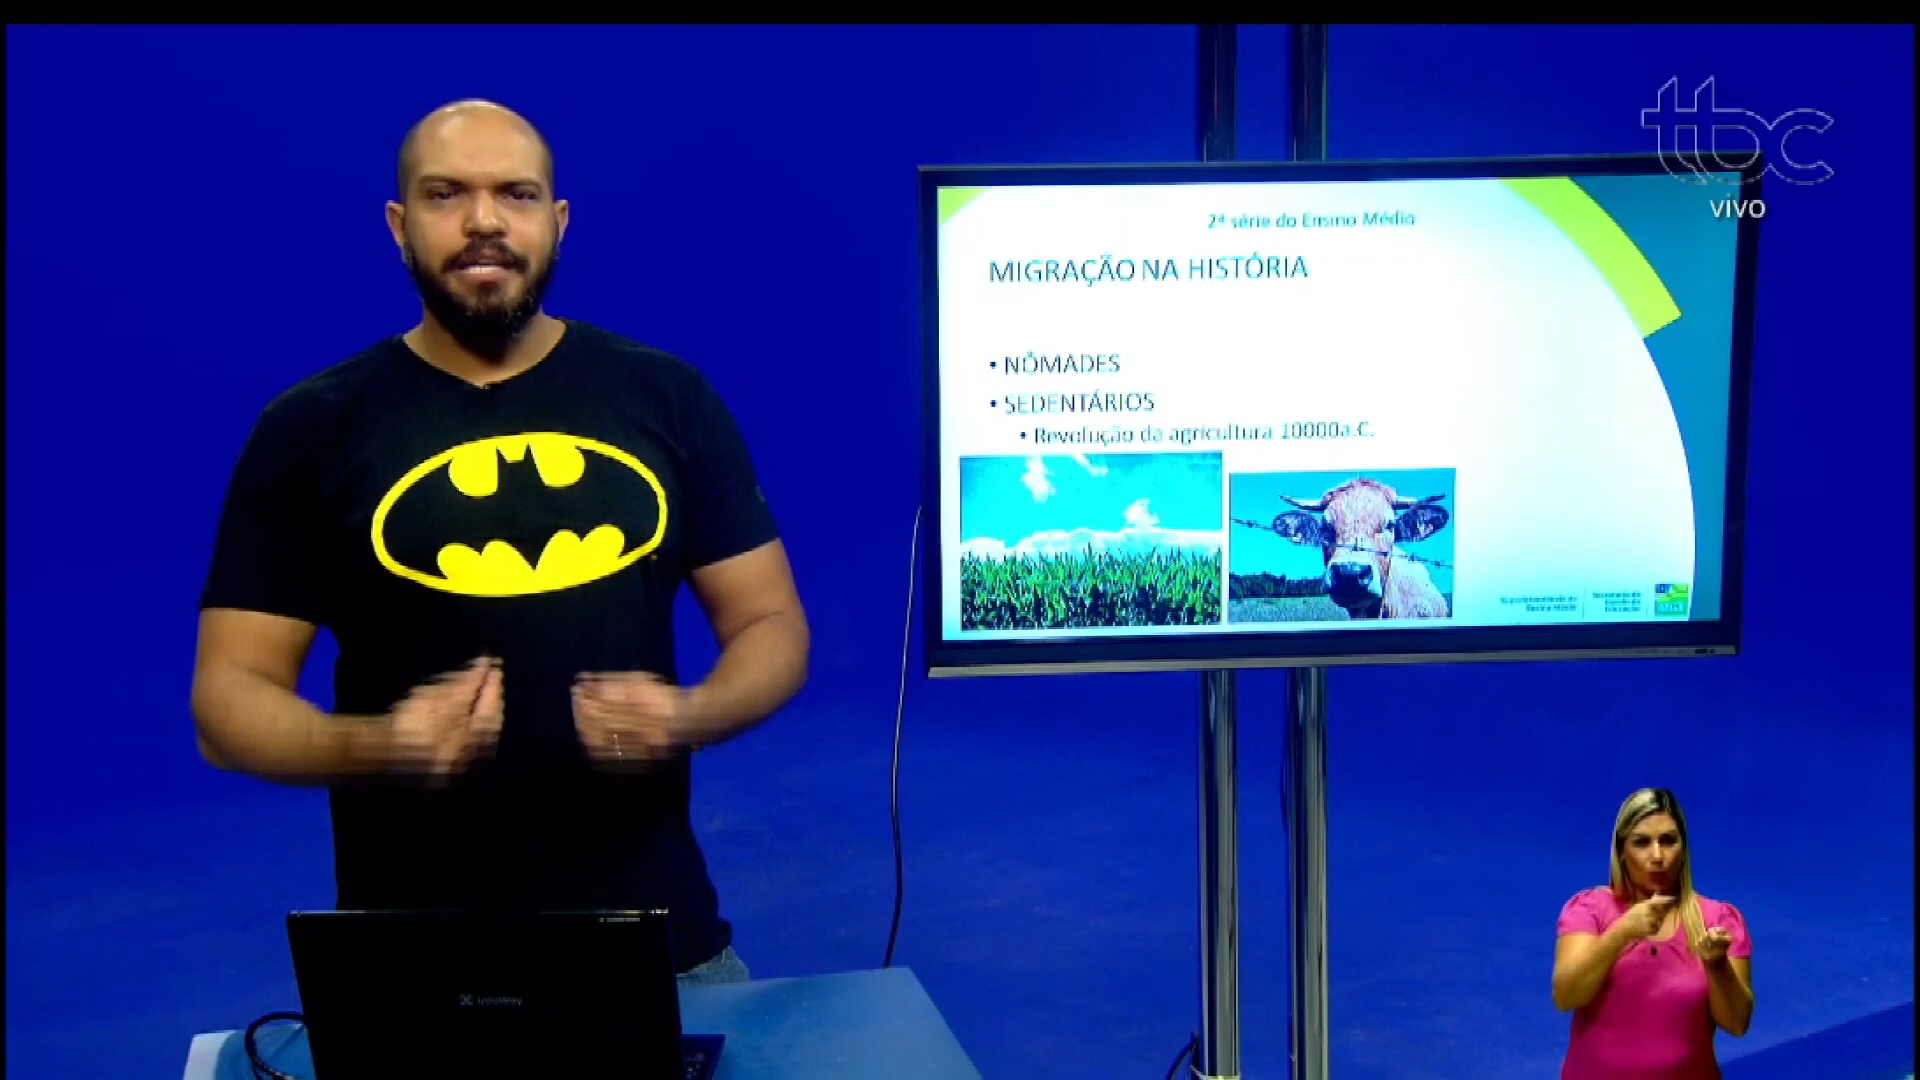 tbc
vivo
2ª série do Ensino Médio
MIGRAÇÃO NA HISTÓRIA
• NÔMADES
• SEDENTÁRIOS
• Revolução da agricultura 10000a.C.